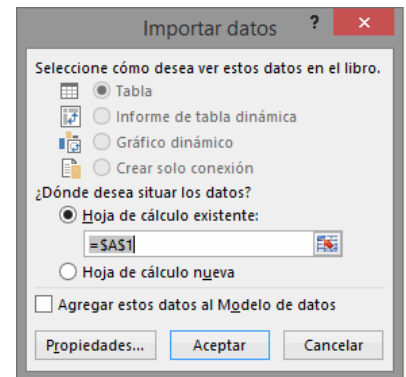 Importar datos ? ×
Seleccione cómo desea ver estos datos en el libro.
Tabla
Informe de tabla dinámica
Gráfico dinámico
Crear solo conexión
¿Dónde desea situar los datos?
Hoja de cálculo existente:
=$A$1
Hoja de cálculo nueva
Agregar estos datos al Modelo de datos
Propiedades... Aceptar Cancelar